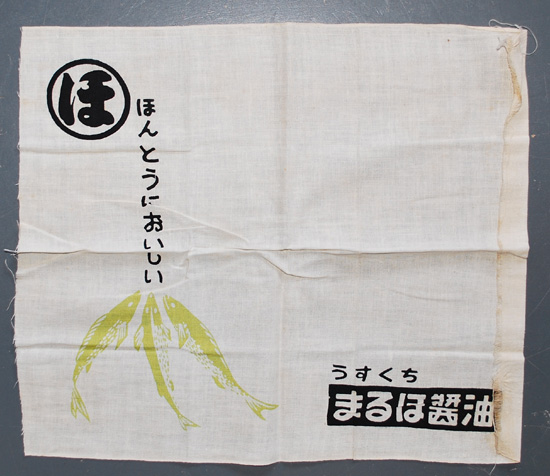 ほ
ほんとうにおいしい
うすくち
まるほ醤油